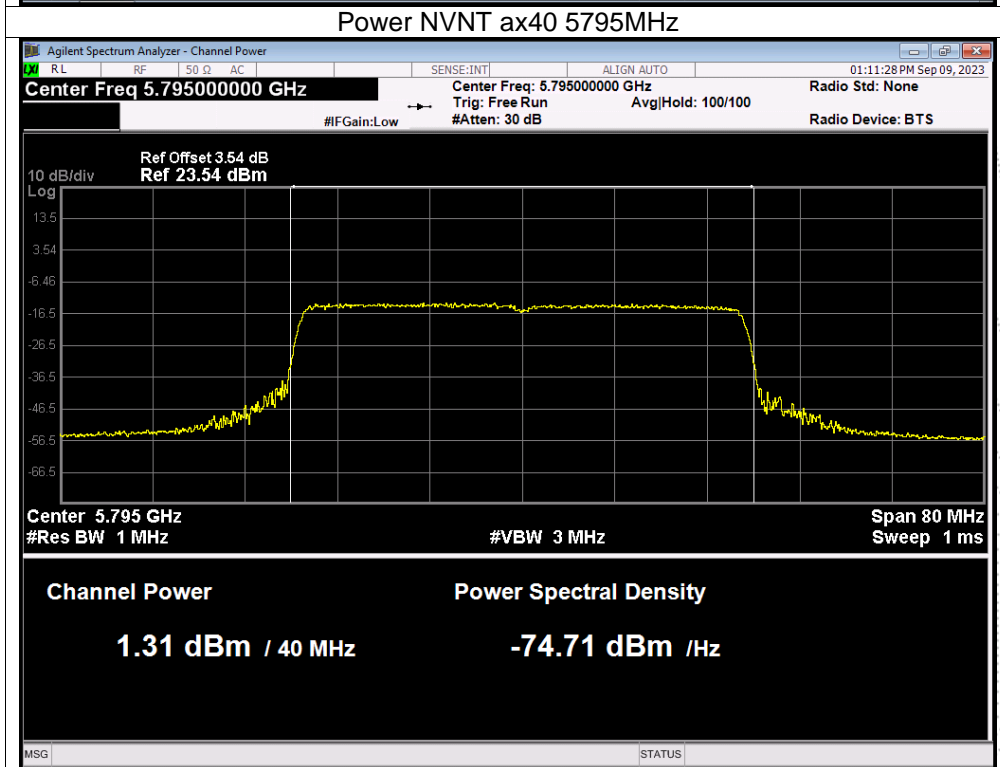 Power NVNT ax40 5795MHz
Agilent Spectrum Analyzer - Channel Power
LXI RL RF 50 Ω AC SENSE:INT ALIGN AUTO 01:11:28 PM Sep 09, 2023
Center Freq 5.795000000 GHz Center Freq: 5.795000000 GHz Radio Std: None
Trig: Free Run Avg|Hold: 100/100
#IFGain:Low #Atten: 30 dB Radio Device: BTS
Ref Offset 3.54 dB
10 dB/div Ref 23.54 dBm
Log
13.5
3.54
-6.46
-16.5
-26.5
-36.5
-46.5
-56.5
-66.5
Center 5.795 GHz Span 80 MHz
#Res BW 1 MHz #VBW 3 MHz Sweep 1 ms
Channel Power Power Spectral Density
1.31 dBm / 40 MHz -74.71 dBm /Hz
MSG STATUS